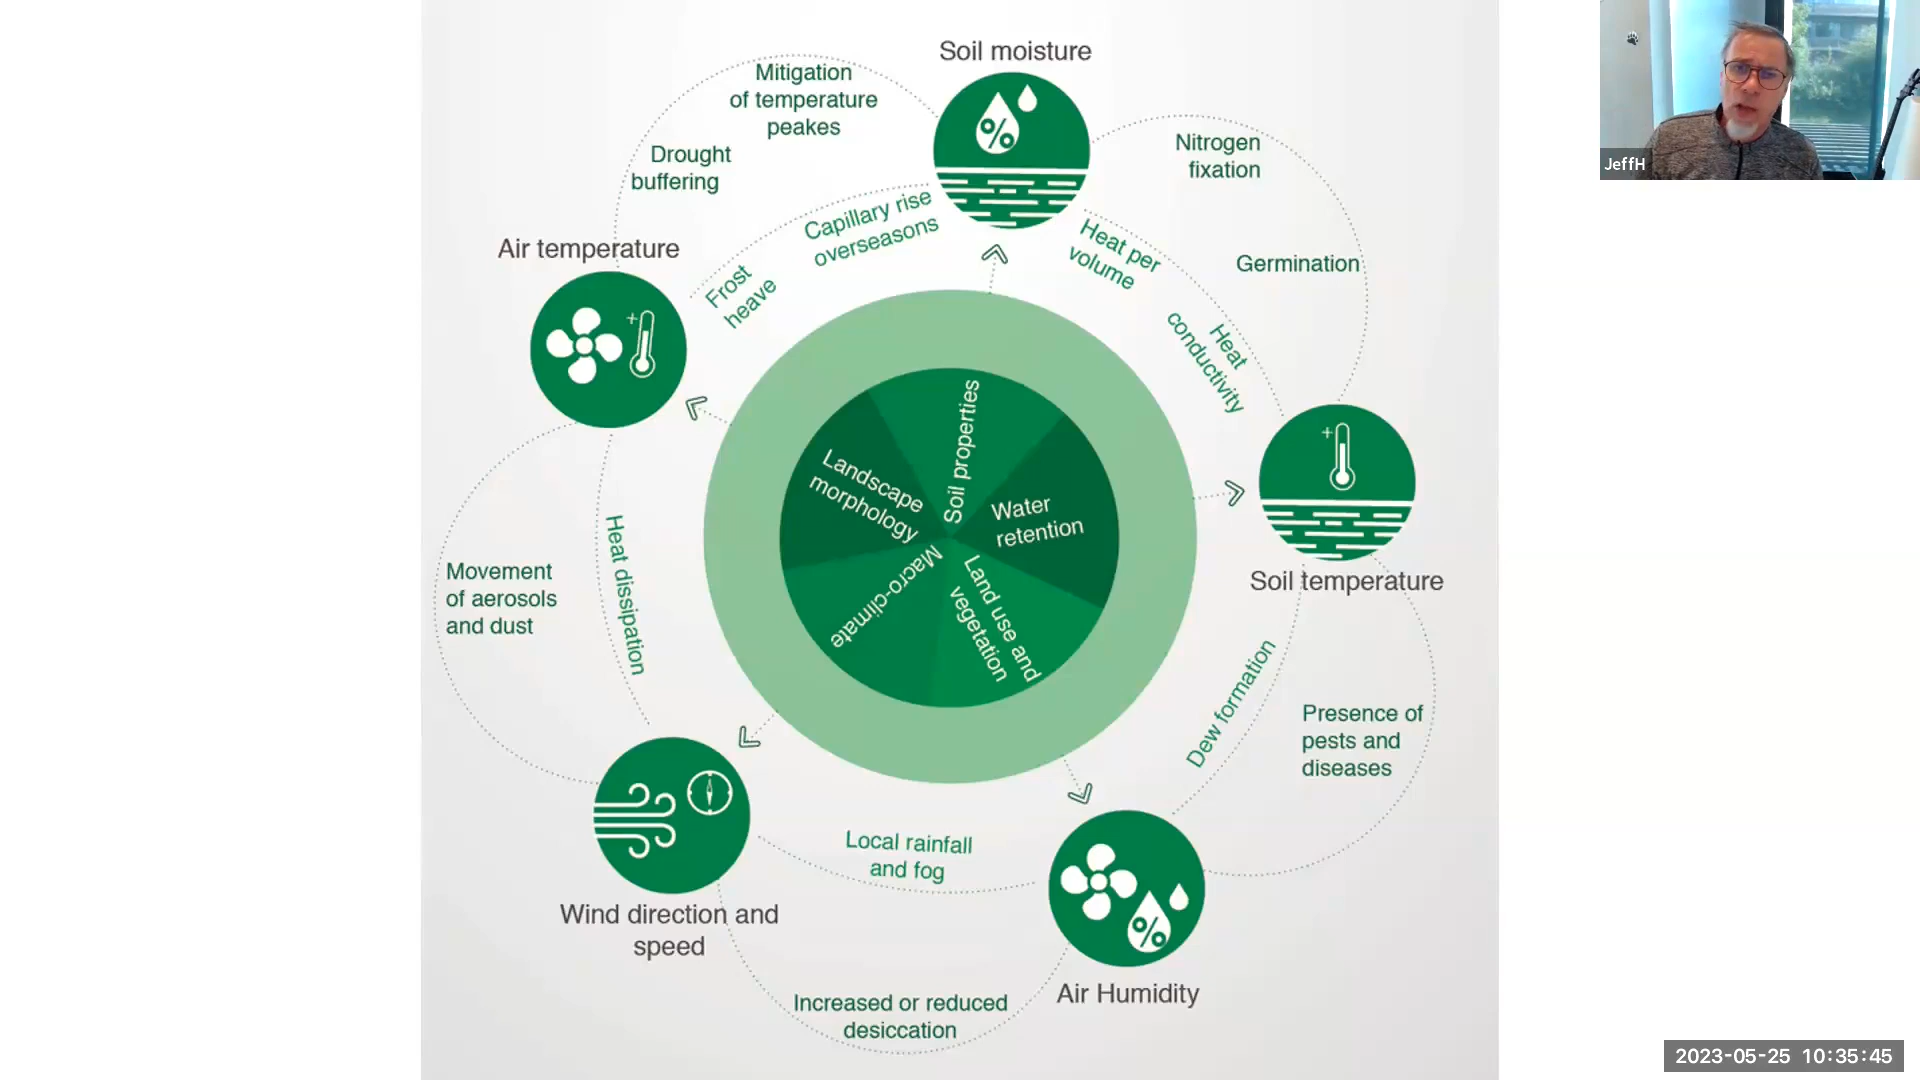 Soil moisture
Mitigation
of temperature
peakes
Nitrogen
fixation
Drought
buffering
Capillary rise
overseasons
Heat per
volume
Air temperature
Frost
heave
Germination
Heat
conductivity
Soil properties
Landscape
morphology
Water
retention
Macro-climate
Land use and
vegetation
Heat dissipation
Movement
of aerosols
and dust
Soil temperature
Dew formation
Presence of
pests and
diseases
Local rainfall
and fog
Wind direction and
speed
Air Humidity
Increased or reduced
desiccation
%
%
+
+
JeffH
2023-05-25 10:35:45